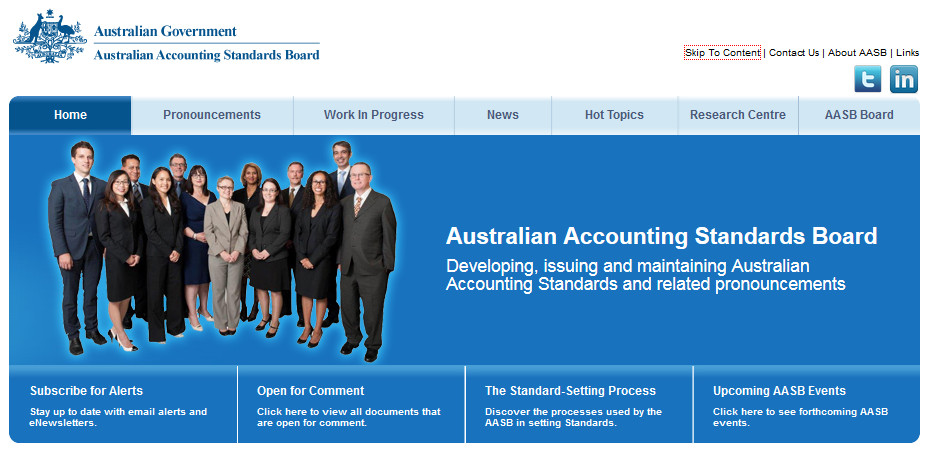 Australian Government
Australian Accounting Standards Board
Skip To Content | Contact Us | About AASB | Links
Home
Pronouncements
Work In Progress
News
Hot Topics
Research Centre
AASB Board
Australian Accounting Standards Board
Developing, issuing and maintaining Australian
Accounting Standards and related pronouncements
Subscribe for Alerts
Stay up to date with email alerts and
eNewsletters.
Open for Comment
Click here to view all documents that
are open for comment.
The Standard-Setting Process
Discover the processes used by the
AASB in setting Standards.
Upcoming AASB Events
Click here to see forthcoming AASB
events.